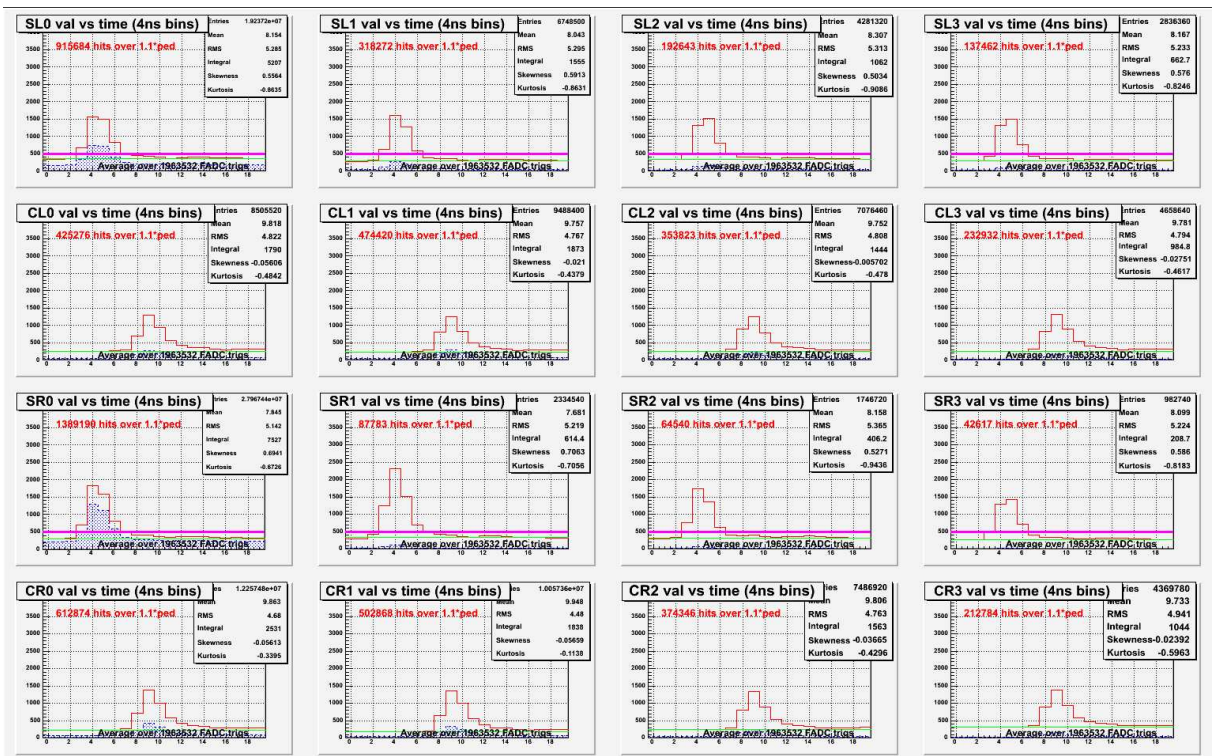 SL0 val vs time (4ns bins)
Entries 1.92372e+07
Mean 8.154
RMS 5.285
Integral 5207
Skewness 0.5564
Kurtosis -0.8635
915684 hits over 1.1*ped
Average over 1963532 FADC trigs
SL1 val vs time (4ns bins)
Entries 6748500
Mean 8.043
RMS 5.295
Integral 1555
Skewness 0.5913
Kurtosis -0.8631
318272 hits over 1.1*ped
Average over 1963532 FADC trigs
SL2 val vs time (4ns bins)
Entries 4281320
Mean 8.307
RMS 5.313
Integral 1062
Skewness 0.5034
Kurtosis -0.9086
192643 hits over 1.1*ped
Average over 1963532 FADC trigs
SL3 val vs time (4ns bins)
Entries 2836360
Mean 8.167
RMS 5.233
Integral 662.7
Skewness 0.576
Kurtosis -0.8246
137462 hits over 1.1*ped
Average over 1963532 FADC trigs
CL0 val vs time (4ns bins)
Entries 8505520
Mean 9.818
RMS 4.822
Integral 1790
Skewness -0.05606
Kurtosis -0.4842
425276 hits over 1.1*ped
Average over 1963532 FADC trigs
CL1 val vs time (4ns bins)
Entries 9488400
Mean 9.757
RMS 4.767
Integral 1873
Skewness -0.021
Kurtosis -0.4379
474420 hits over 1.1*ped
Average over 1963532 FADC trigs
CL2 val vs time (4ns bins)
Entries 7076460
Mean 9.752
RMS 4.808
Integral 1444
Skewness-0.005702
Kurtosis -0.478
353823 hits over 1.1*ped
Average over 1963532 FADC trigs
CL3 val vs time (4ns bins)
Entries 4658640
Mean 9.781
RMS 4.794
Integral 984.8
Skewness -0.02751
Kurtosis -0.4617
232932 hits over 1.1*ped
Average over 1963532 FADC trigs
SR0 val vs time (4ns bins)
ntries 2.796744e+07
Mean 7.845
RMS 5.142
Integral 7527
Skewness 0.6941
Kurtosis -0.6726
1389190 hits over 1.1*ped
Average over 1963532 FADC trigs
SR1 val vs time (4ns bins)
Entries 2334540
Mean 7.681
RMS 5.219
Integral 614.4
Skewness 0.7063
Kurtosis -0.7056
87783 hits over 1.1*ped
Average over 1963532 FADC trigs
SR2 val vs time (4ns bins)
Entries 1746720
Mean 8.158
RMS 5.365
Integral 406.2
Skewness 0.5271
Kurtosis -0.9436
64540 hits over 1.1*ped
Average over 1963532 FADC trigs
SR3 val vs time (4ns bins)
Entries 982740
Mean 8.099
RMS 5.224
Integral 208.7
Skewness 0.586
Kurtosis -0.8183
42617 hits over 1.1*ped
Average over 1963532 FADC trigs
CR0 val vs time (4ns bins)
es 1.225748e+07
Mean 9.863
RMS 4.68
Integral 2531
Skewness -0.05613
Kurtosis -0.3395
612874 hits over 1.1*ped
Average over 1963532 FADC trigs
CR1 val vs time (4ns bins)
es 1.005736e+07
Mean 9.948
RMS 4.48
Integral 1838
Skewness -0.05659
Kurtosis -0.1138
502868 hits over 1.1*ped
Average over 1963532 FADC trigs
CR2 val vs time (4ns bins)
ies 7486920
Mean 9.806
RMS 4.763
Integral 1563
Skewness -0.03665
Kurtosis -0.4296
374346 hits over 1.1*ped
Average over 1963532 FADC trigs
CR3 val vs time (4ns bins)
ries 4369780
Mean 9.733
RMS 4.941
Integral 1044
Skewness-0.02392
Kurtosis -0.5963
212784 hits over 1.1*ped
Average over 1963532 FADC trigs